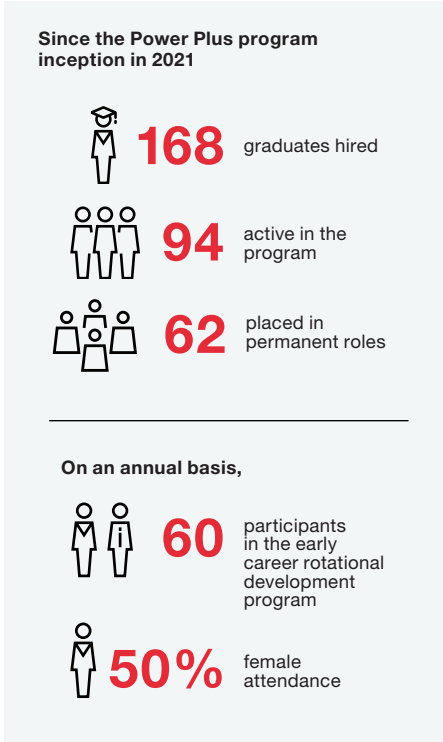 Since the Power Plus program
inception in 2021
168 graduates hired
94 active in the
program
62 placed in
permanent roles
On an annual basis,
60 participants
in the early
career rotational
development
program
50% female
attendance